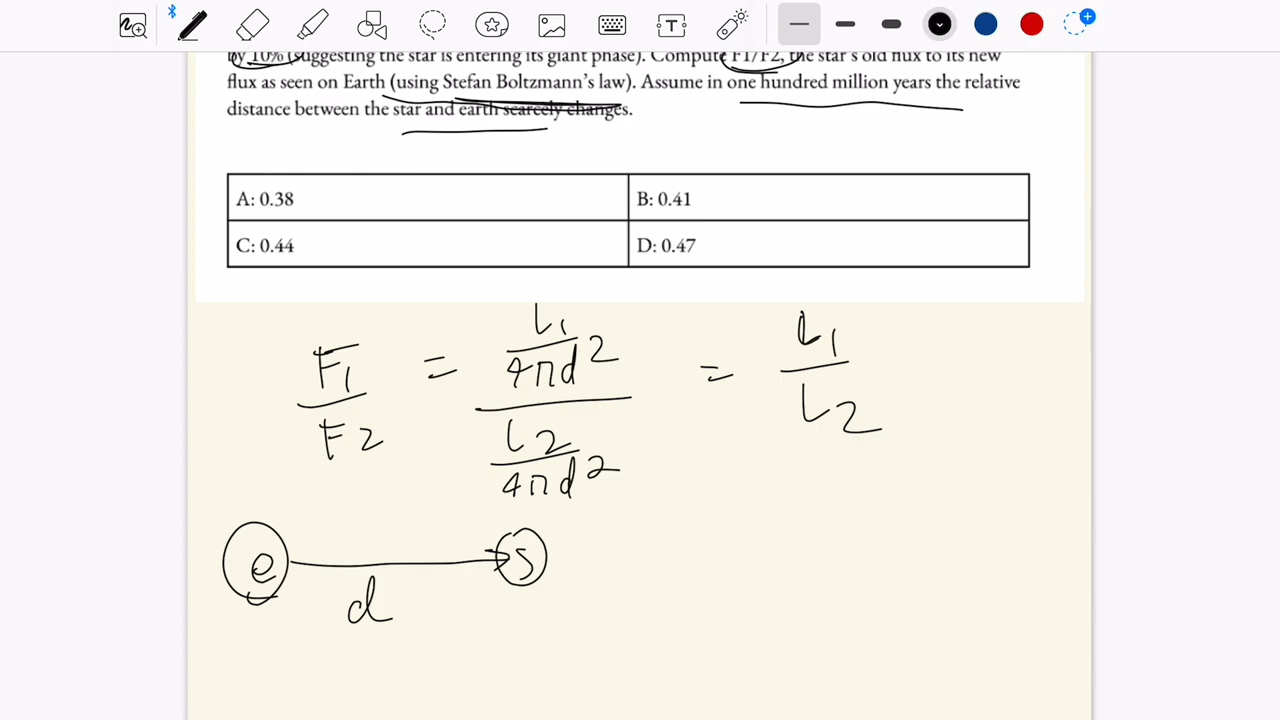 by 10% (suggesting the star is entering its giant phase). Compute F1/F2, the star's old flux to its new
flux as seen on Earth (using Stefan Boltzmann's law). Assume in one hundred million years the relative
distance between the star and earth scarcely changes.
A: 0.38
B: 0.41
C: 0.44
D: 0.47
F1/F2 = (L1/4πd²)/(L2/4πd²) = L1/L2
e
s
d